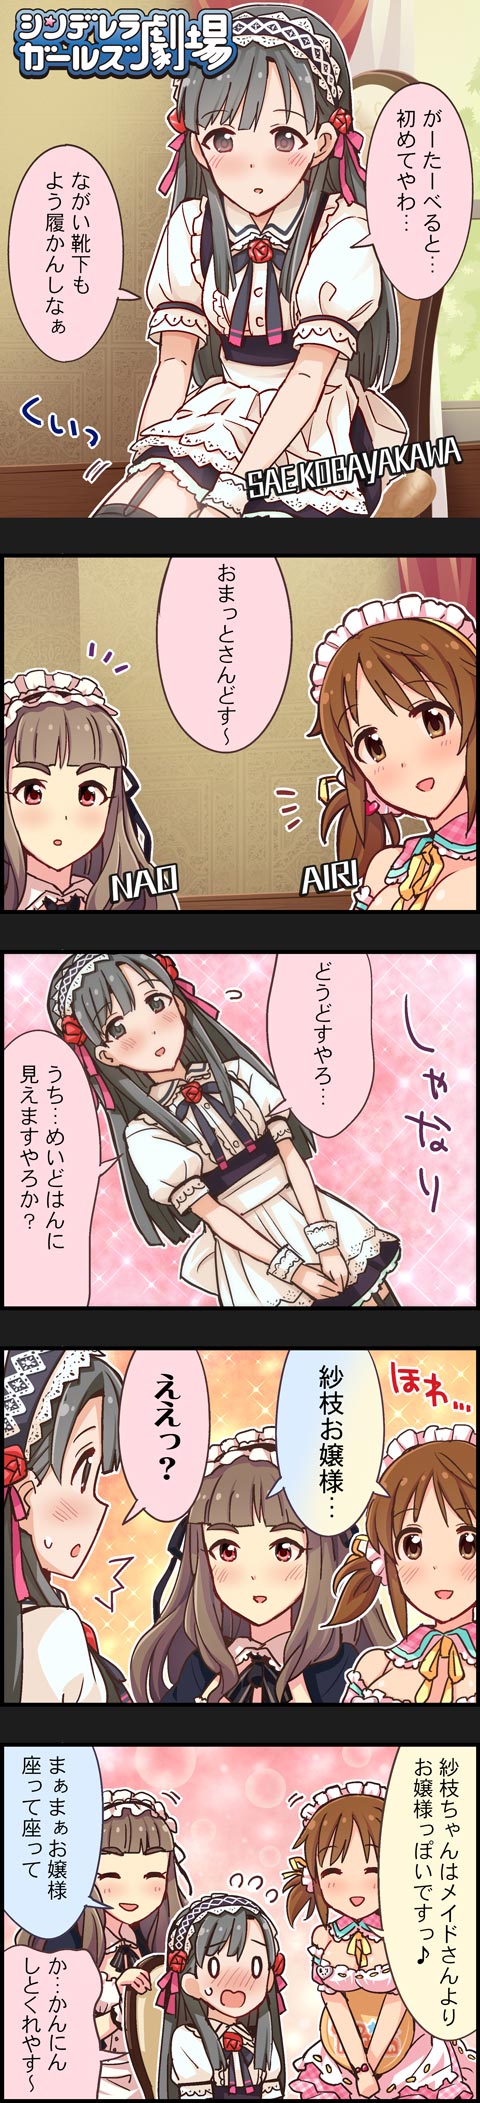 シンデレラ
ガールズ劇場
がーたーべると…
初めてやわ…
ながい靴下も
よう履かんしなぁ
くいっ
SAE.KOBAYAKAWA
おまっとさんどす～
NAO
AIRI
しゃなり
どうどすやろ…
うち…めいどはんに
見えますやろか？
ほわ…
紗枝お嬢様…
ええっ？
紗枝ちゃんはメイドさんより
お嬢様っぽいですっ♪
まぁまぁお嬢様
座って座って
か…かんにん
しとくれやす～